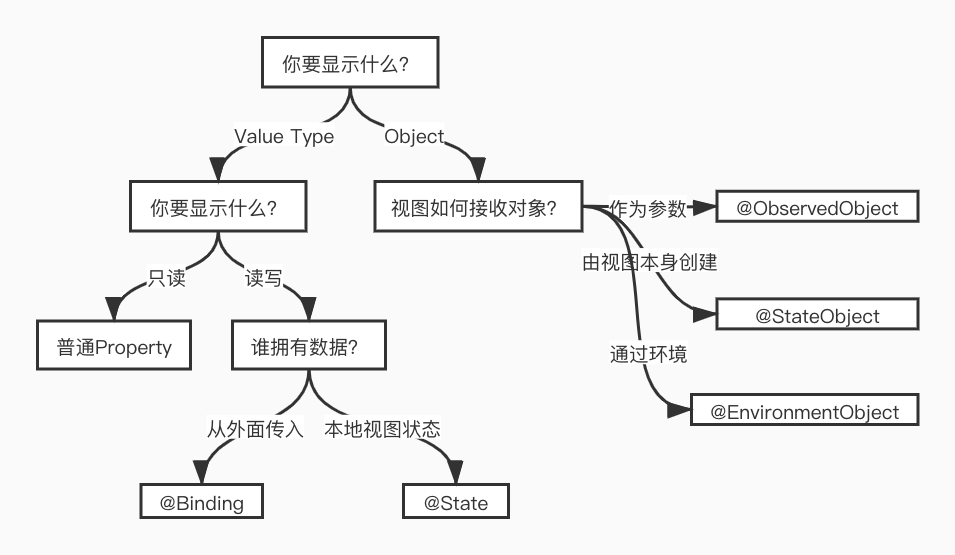 你要显示什么?
Value Type
Object
你要显示什么?
视图如何接收对象?
作为参数
@ObservedObject
由视图本身创建
@StateObject
通过环境
@EnvironmentObject
只读
读写
普通Property
谁拥有数据?
从外面传入
本地视图状态
@Binding
@State